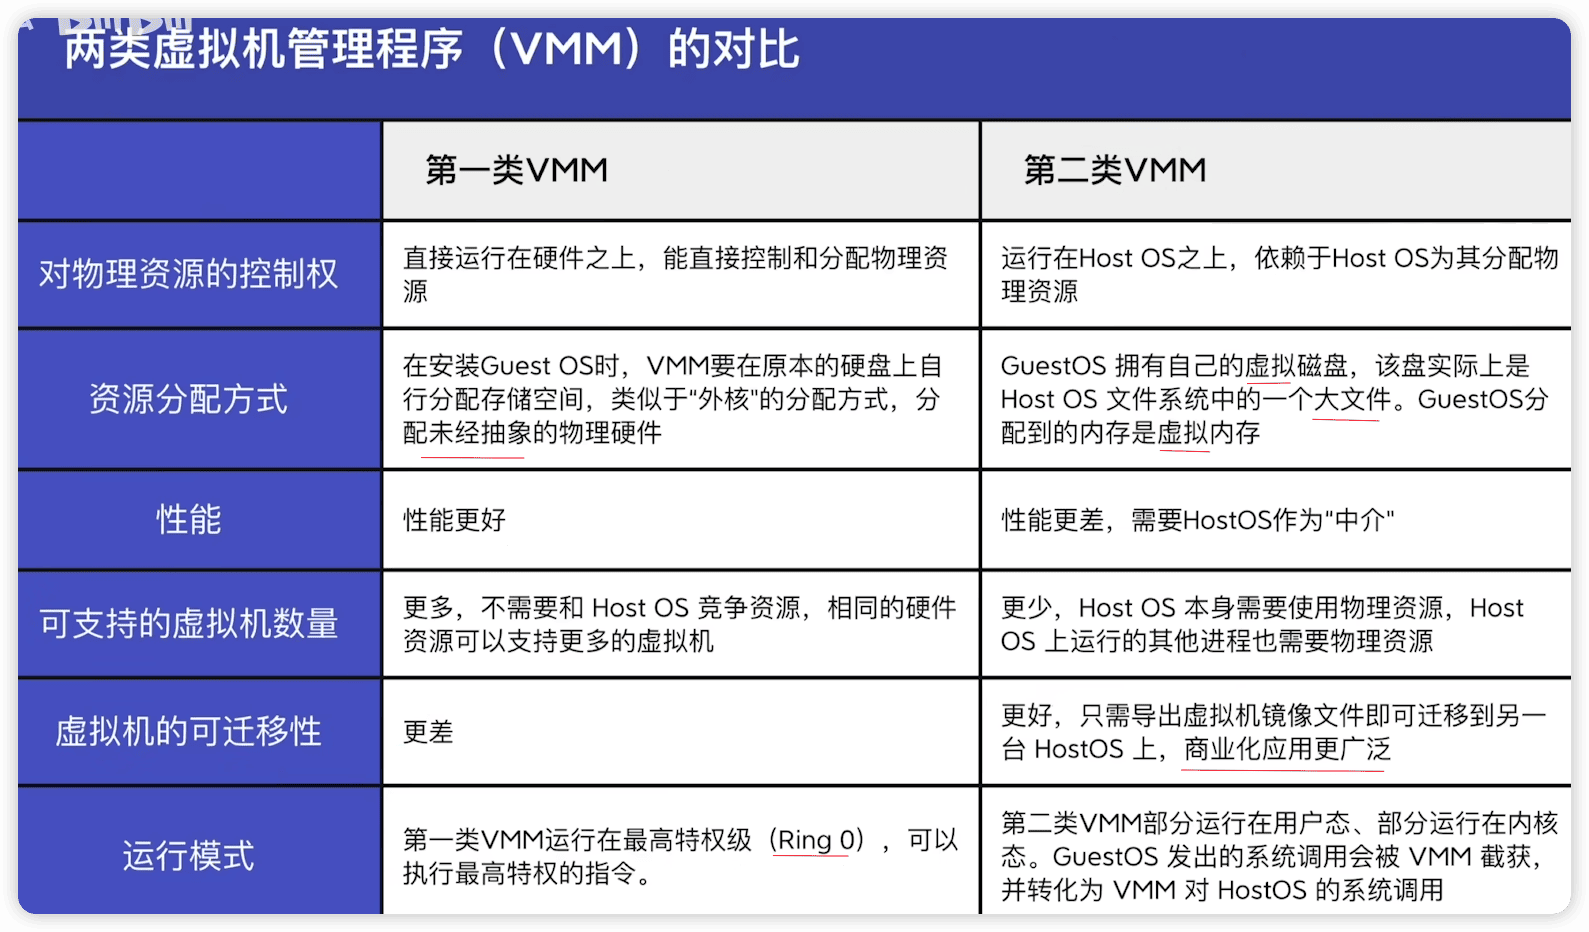 两类虚拟机管理程序（VMM）的对比
第一类VMM
第二类VMM
对物理资源的控制权
直接运行在硬件之上，能直接控制和分配物理资
源
运行在Host OS之上，依赖于Host OS为其分配物
理资源
资源分配方式
在安装Guest OS时，VMM要在原本的硬盘上自
行分配存储空间，类似于"外核"的分配方式，分
配未经抽象的物理硬件
GuestOS 拥有自己的虚拟磁盘，该盘实际上是
Host OS 文件系统中的一个大文件。GuestOS分
配到的内存是虚拟内存
性能
性能更好
性能更差，需要HostOS作为"中介"
可支持的虚拟机数量
更多，不需要和 Host OS 竞争资源，相同的硬件
资源可以支持更多的虚拟机
更少，Host OS 本身需要使用物理资源，Host
OS 上运行的其他进程也需要物理资源
虚拟机的可迁移性
更差
更好，只需导出虚拟机镜像文件即可迁移到另一
台 HostOS 上，商业化应用更广泛
运行模式
第一类VMM运行在最高特权级（Ring 0），可以
执行最高特权的指令。
第二类VMM部分运行在用户态、部分运行在内核
态。GuestOS 发出的系统调用会被 VMM 截获，
并转化为 VMM 对 HostOS 的系统调用